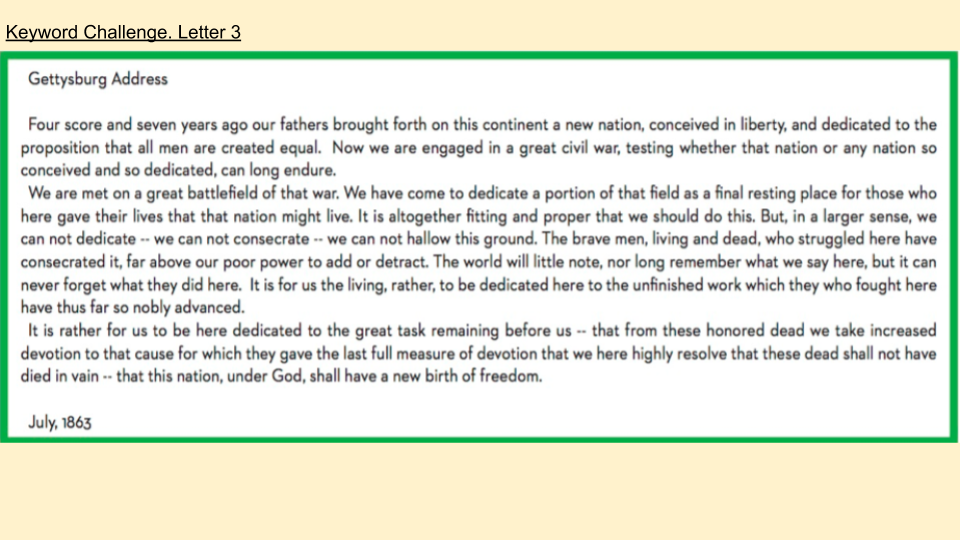 Keyword Challenge. Letter 3
Gettysburg Address
Four score and seven years ago our fathers brought forth on this continent a new nation, conceived in liberty, and dedicated to the
proposition that all men are created equal. Now we are engaged in a great civil war, testing whether that nation or any nation so
conceived and so dedicated, can long endure.
We are met on a great battlefield of that war. We have come to dedicate a portion of that field as a final resting place for those who
here gave their lives that that nation might live. It is altogether fitting and proper that we should do this. But, in a larger sense, we
can not dedicate -- we can not consecrate -- we can not hallow this ground. The brave men, living and dead, who struggled here have
consecrated it, far above our poor power to add or detract. The world will little note, nor long remember what we say here, but it can
never forget what they did here. It is for us the living, rather, to be dedicated here to the unfinished work which they who fought here
have thus far so nobly advanced.
It is rather for us to be here dedicated to the great task remaining before us -- that from these honored dead we take increased
devotion to that cause for which they gave the last full measure of devotion that we here highly resolve that these dead shall not have
died in vain -- that this nation, under God, shall have a new birth of freedom.
July, 1863